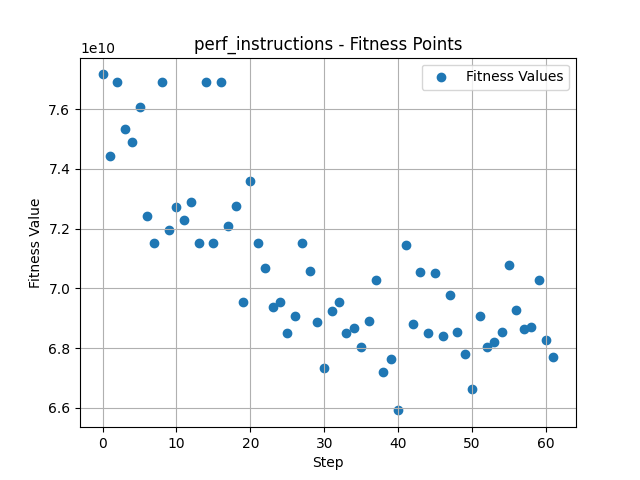 perf_instructions - Fitness Points
1e10
Fitness Values
7.6
7.4
7.2
7.0
6.8
6.6
Fitness Value
0 10 20 30 40 50 60
Step